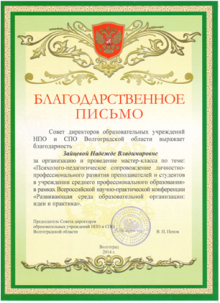 БЛАГОДАРСТВЕННОЕ
ПИСЬМО
Совет директоров образовательных учреждений
НПО и СПО Волгоградской области выражает
благодарность
Зайцевой Надежде Владимировне
за организацию и проведение мастер-класса по теме:
«Психолого-педагогическое сопровождение личностно-
профессионального развития преподавателей и студентов
в учреждении среднего профессионального образования»
в рамках Всероссийской научно-практической конференции
«Развивающая среда образовательной организации:
идеи и практика».
Председатель Совета директоров
образовательных учреждений НПО и СПО
Волгоградской области
В. П. Попов
Волгоград